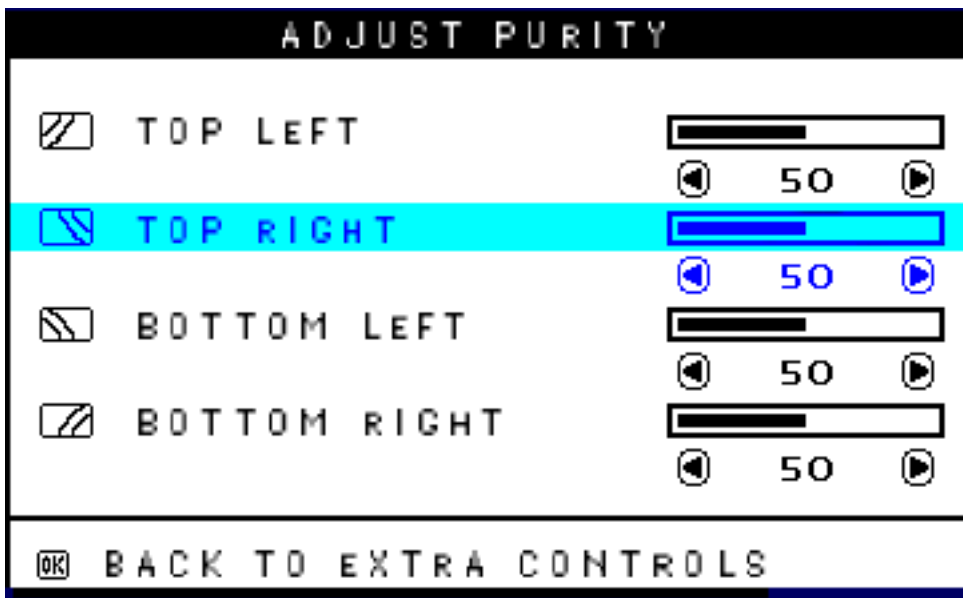 ADJUST PURITY
TOP LEFT
50
TOP RIGHT
50
BOTTOM LEFT
50
BOTTOM RIGHT
50
OK BACK TO EXTRA CONTROLS